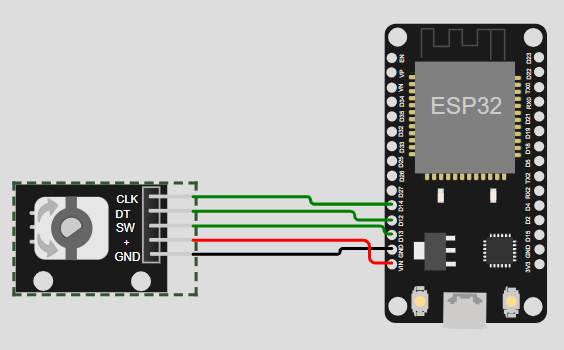 CLK
DT
SW
+
GND
ESP32
EN
VP
VN
D34
D35
D32
D33
D25
D26
D27
D14
D12
D13
GND
VIN
D23
D22
TX0
RX0
D21
D19
D18
D5
TX2
RX2
D4
D2
D15
GND
3V3